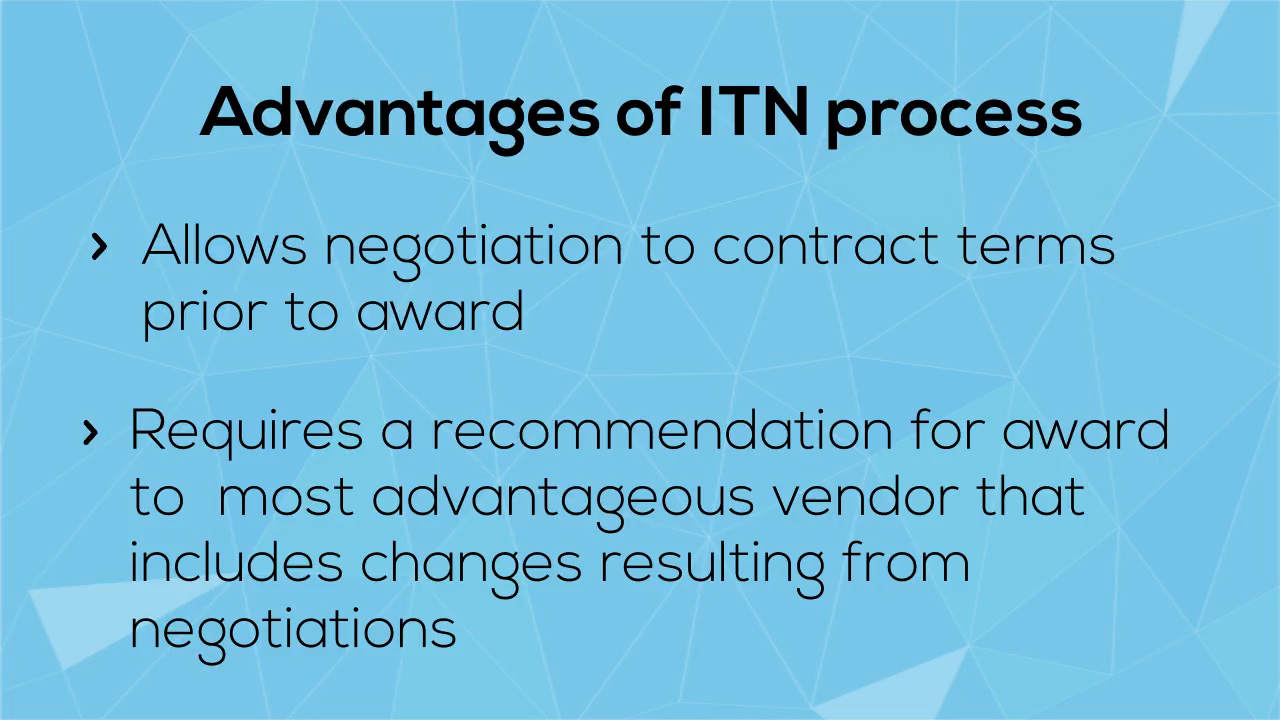 Advantages of ITN process
› Allows negotiation to contract terms
prior to award
› Requires a recommendation for award
to  most advantageous vendor that
includes changes resulting from
negotiations